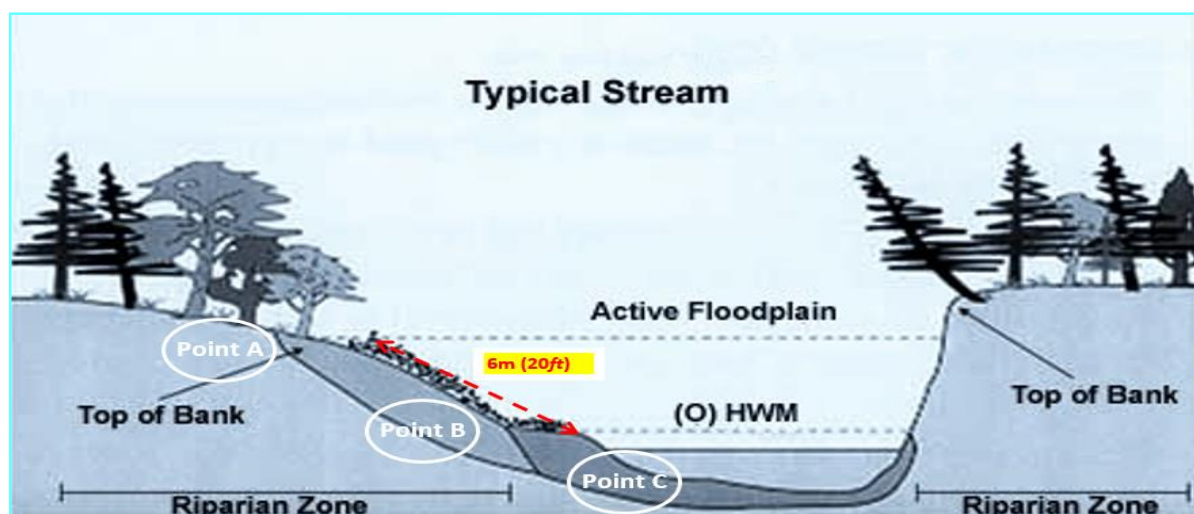 Typical Stream
Active Floodplain
Point A
6m (20ft)
Top of Bank
Top of Bank
(O) HWM
Point B
Point C
Riparian Zone
Riparian Zone